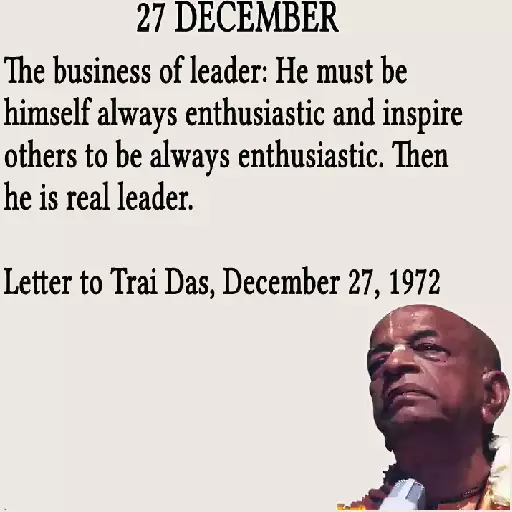 27 DECEMBER
The business of leader: He must be
himself always enthusiastic and inspire
others to be always enthusiastic. Then
he is real leader.
Letter to Trai Das, December 27, 1972